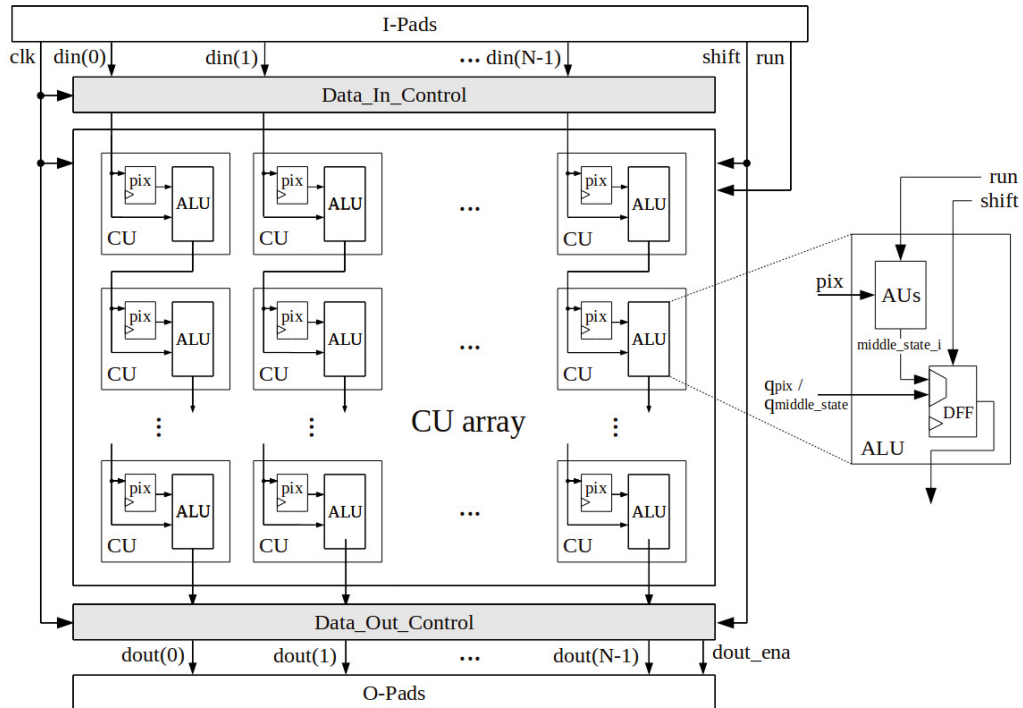 I-Pads
clk din(0) din(1) ... din(N-1) shift run
Data_In_Control
pix ALU CU pix ALU CU ... pix ALU CU
run
shift
pix ALU CU pix ALU CU ... pix ALU CU
pix AUs
middle_state_i
qpix /
qmiddle_state
DFF
ALU
⋮ ⋮ CU array ⋮
pix ALU CU pix ALU CU ... pix ALU CU
Data_Out_Control
dout(0) dout(1) ... dout(N-1) dout_ena
O-Pads